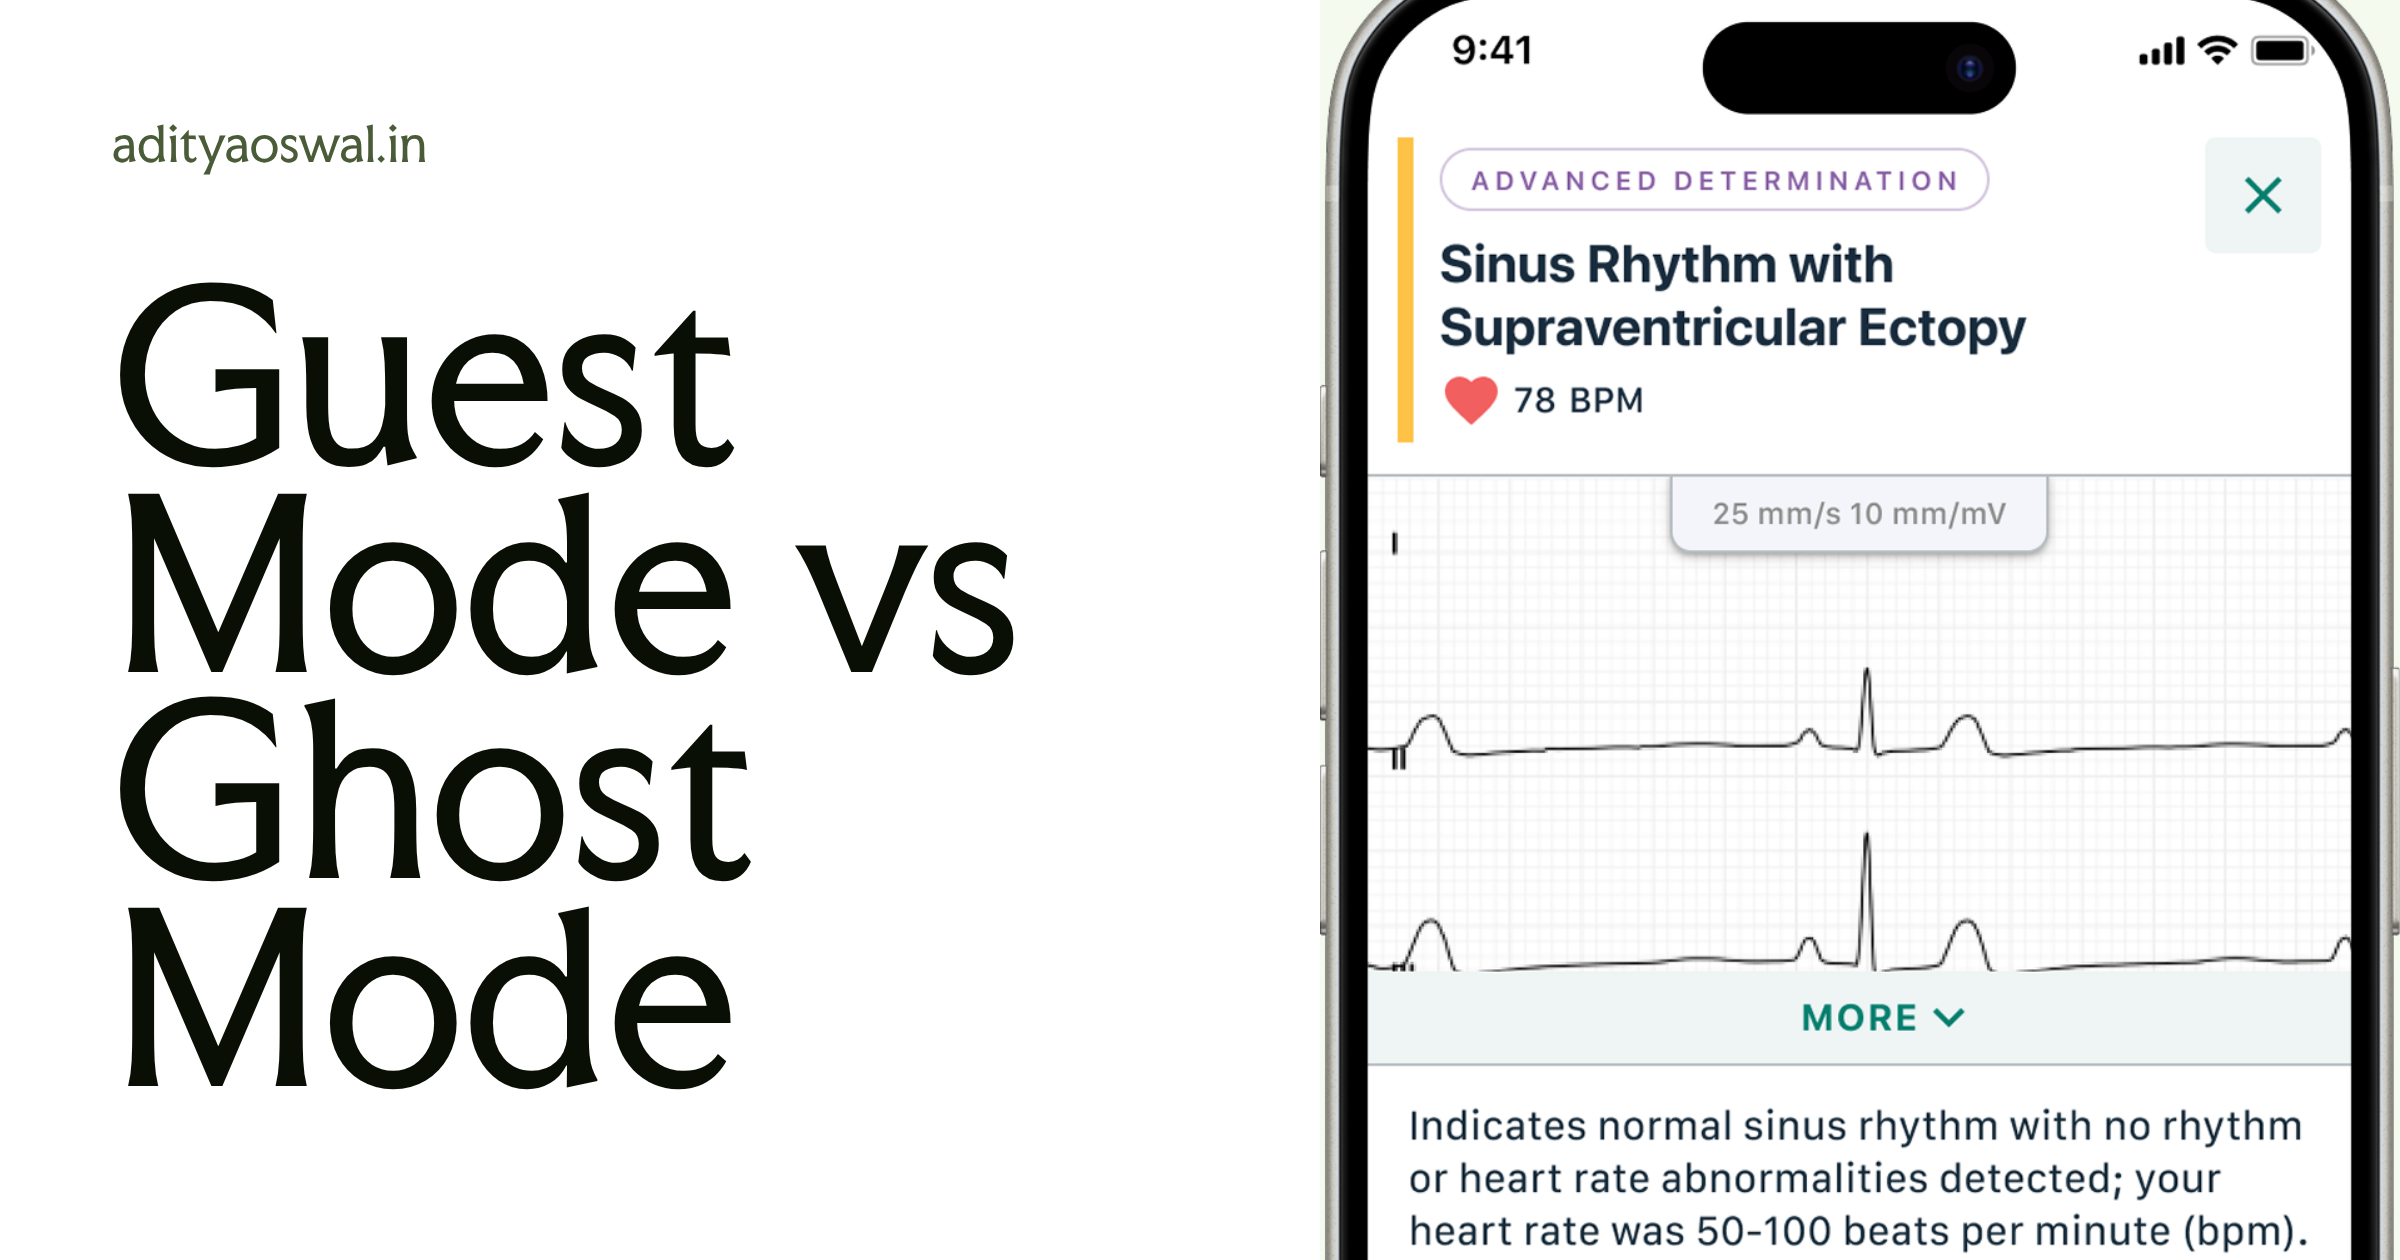 adityaoswal.in
Guest
Mode vs
Ghost
Mode
9:41
ADVANCED DETERMINATION
Sinus Rhythm with
Supraventricular Ectopy
78 BPM
25 mm/s 10 mm/mV
I
II
MORE
Indicates normal sinus rhythm with no rhythm
or heart rate abnormalities detected; your
heart rate was 50-100 beats per minute (bpm).